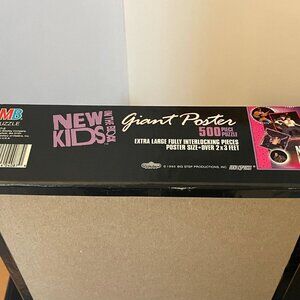 MB
PUZZLE
NEW KIDS ON THE BLOCK
Giant Poster
500 PIECE PUZZLE
EXTRA LARGE FULLY INTERLOCKING PIECES
POSTER SIZE - OVER 2 x 3 FEET
BIG STEP PRODUCTIONS, INC.